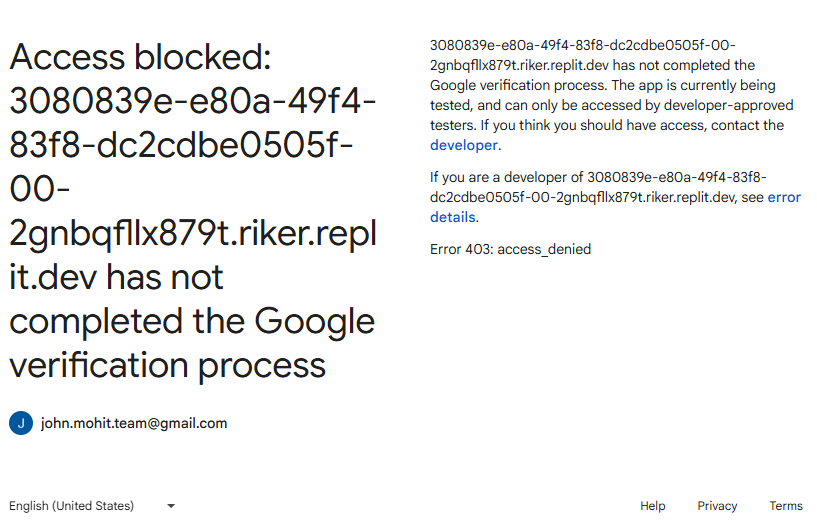 Access blocked:
3080839e-e80a-49f4-
83f8-dc2cdbe0505f-
00-
2gnbqfllx879t.riker.repl
it.dev has not
completed the Google
verification process
J john.mohit.team@gmail.com
3080839e-e80a-49f4-83f8-dc2cdbe0505f-00-
2gnbqfllx879t.riker.replit.dev has not completed the
Google verification process. The app is currently being
tested, and can only be accessed by developer-approved
testers. If you think you should have access, contact the
developer.
If you are a developer of 3080839e-e80a-49f4-83f8-
dc2cdbe0505f-00-2gnbqfllx879t.riker.replit.dev, see error
details.
Error 403: access_denied
English (United States)
Help Privacy Terms